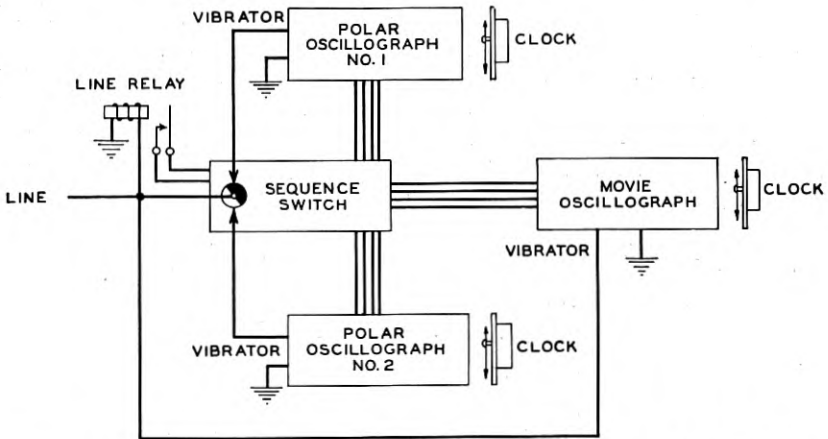 VIBRATOR
POLAR
OSCILLOGRAPH
NO. 1
CLOCK
LINE RELAY
LINE
SEQUENCE
SWITCH
MOVIE
OSCILLOGRAPH
CLOCK
VIBRATOR
VIBRATOR
POLAR
OSCILLOGRAPH
NO. 2
CLOCK